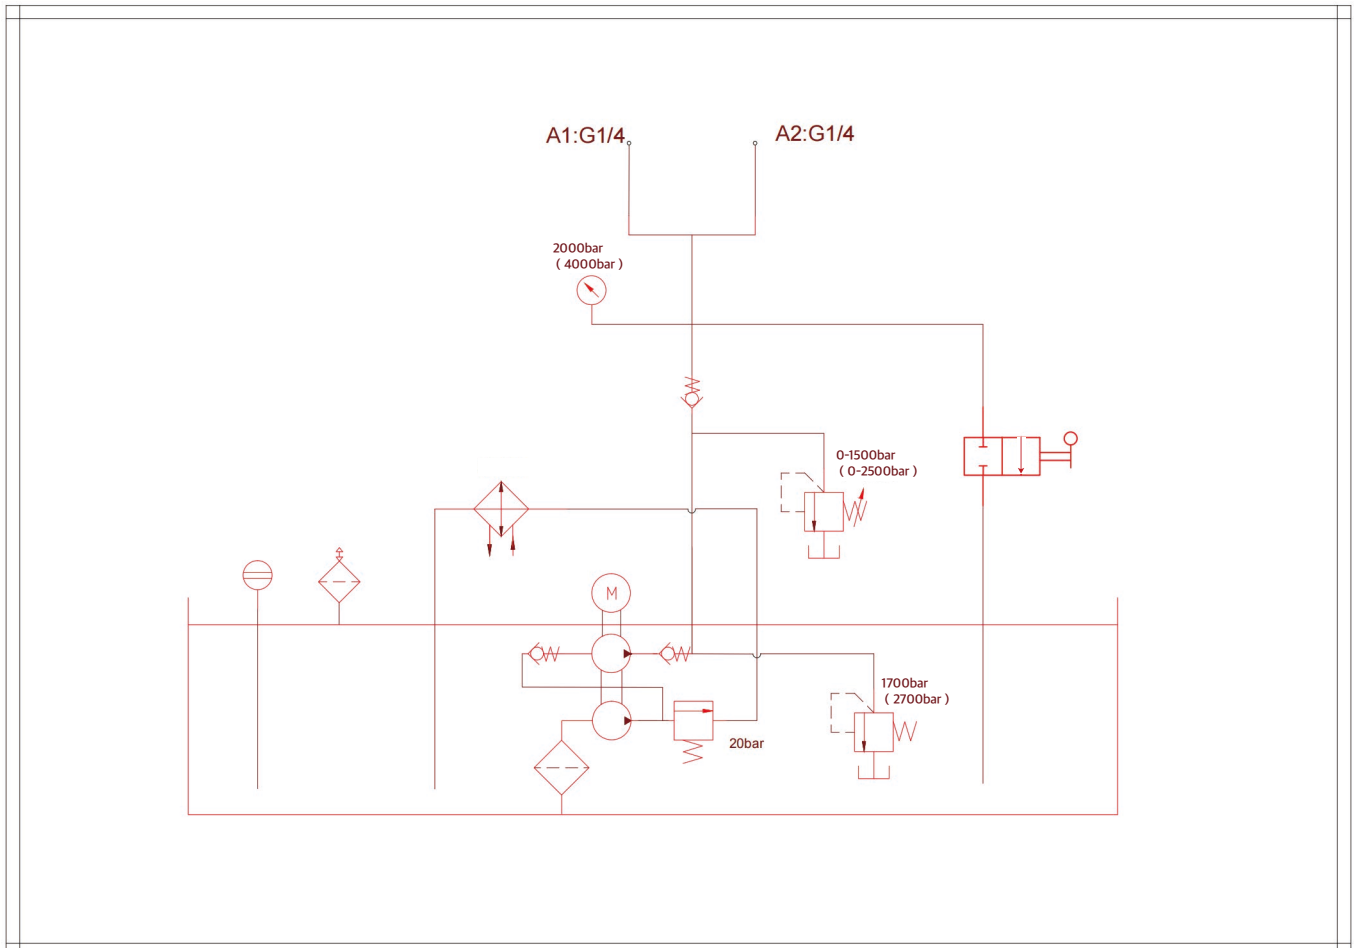 A1:G1/4
A2:G1/4
2000bar
( 4000bar )
0-1500bar
( 0-2500bar )
M
1700bar
( 2700bar )
20bar